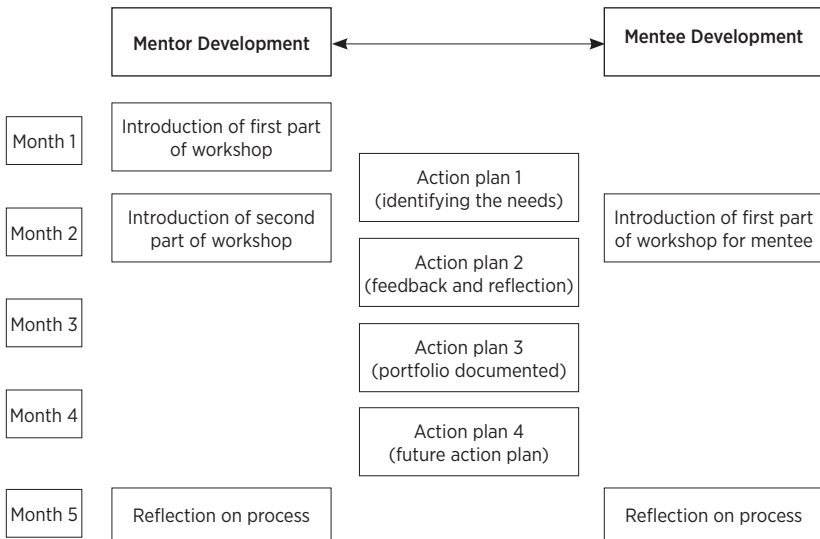 Mentor Development
Mentee Development
Month 1
Introduction of first part
of workshop
Action plan 1
(identifying the needs)
Month 2
Introduction of second
part of workshop
Introduction of first part
of workshop for mentee
Action plan 2
(feedback and reflection)
Month 3
Action plan 3
(portfolio documented)
Month 4
Action plan 4
(future action plan)
Month 5
Reflection on process
Reflection on process